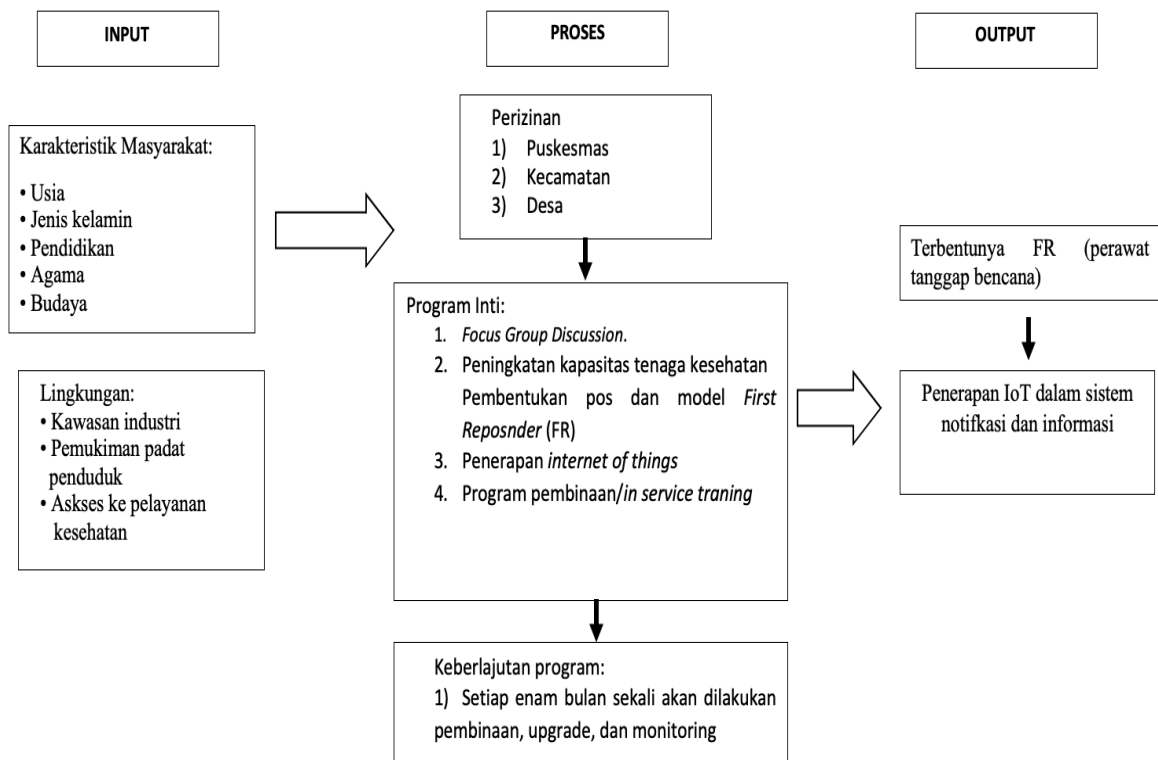 INPUT
PROSES
OUTPUT
Karakteristik Masyarakat:
• Usia
• Jenis kelamin
• Pendidikan
• Agama
• Budaya
Lingkungan:
• Kawasan industri
• Pemukiman padat
penduduk
• Askses ke pelayanan
kesehatan
Perizinan
1) Puskesmas
2) Kecamatan
3) Desa
Program Inti:
1. Focus Group Discussion.
2. Peningkatan kapasitas tenaga kesehatan
Pembentukan pos dan model First
Reposnder (FR)
3. Penerapan internet of things
4. Program pembinaan/in service traning
Keberlajutan program:
1) Setiap enam bulan sekali akan dilakukan
pembinaan, upgrade, dan monitoring
Terbentunya FR (perawat
tanggap bencana)
Penerapan IoT dalam sistem
notifkasi dan informasi